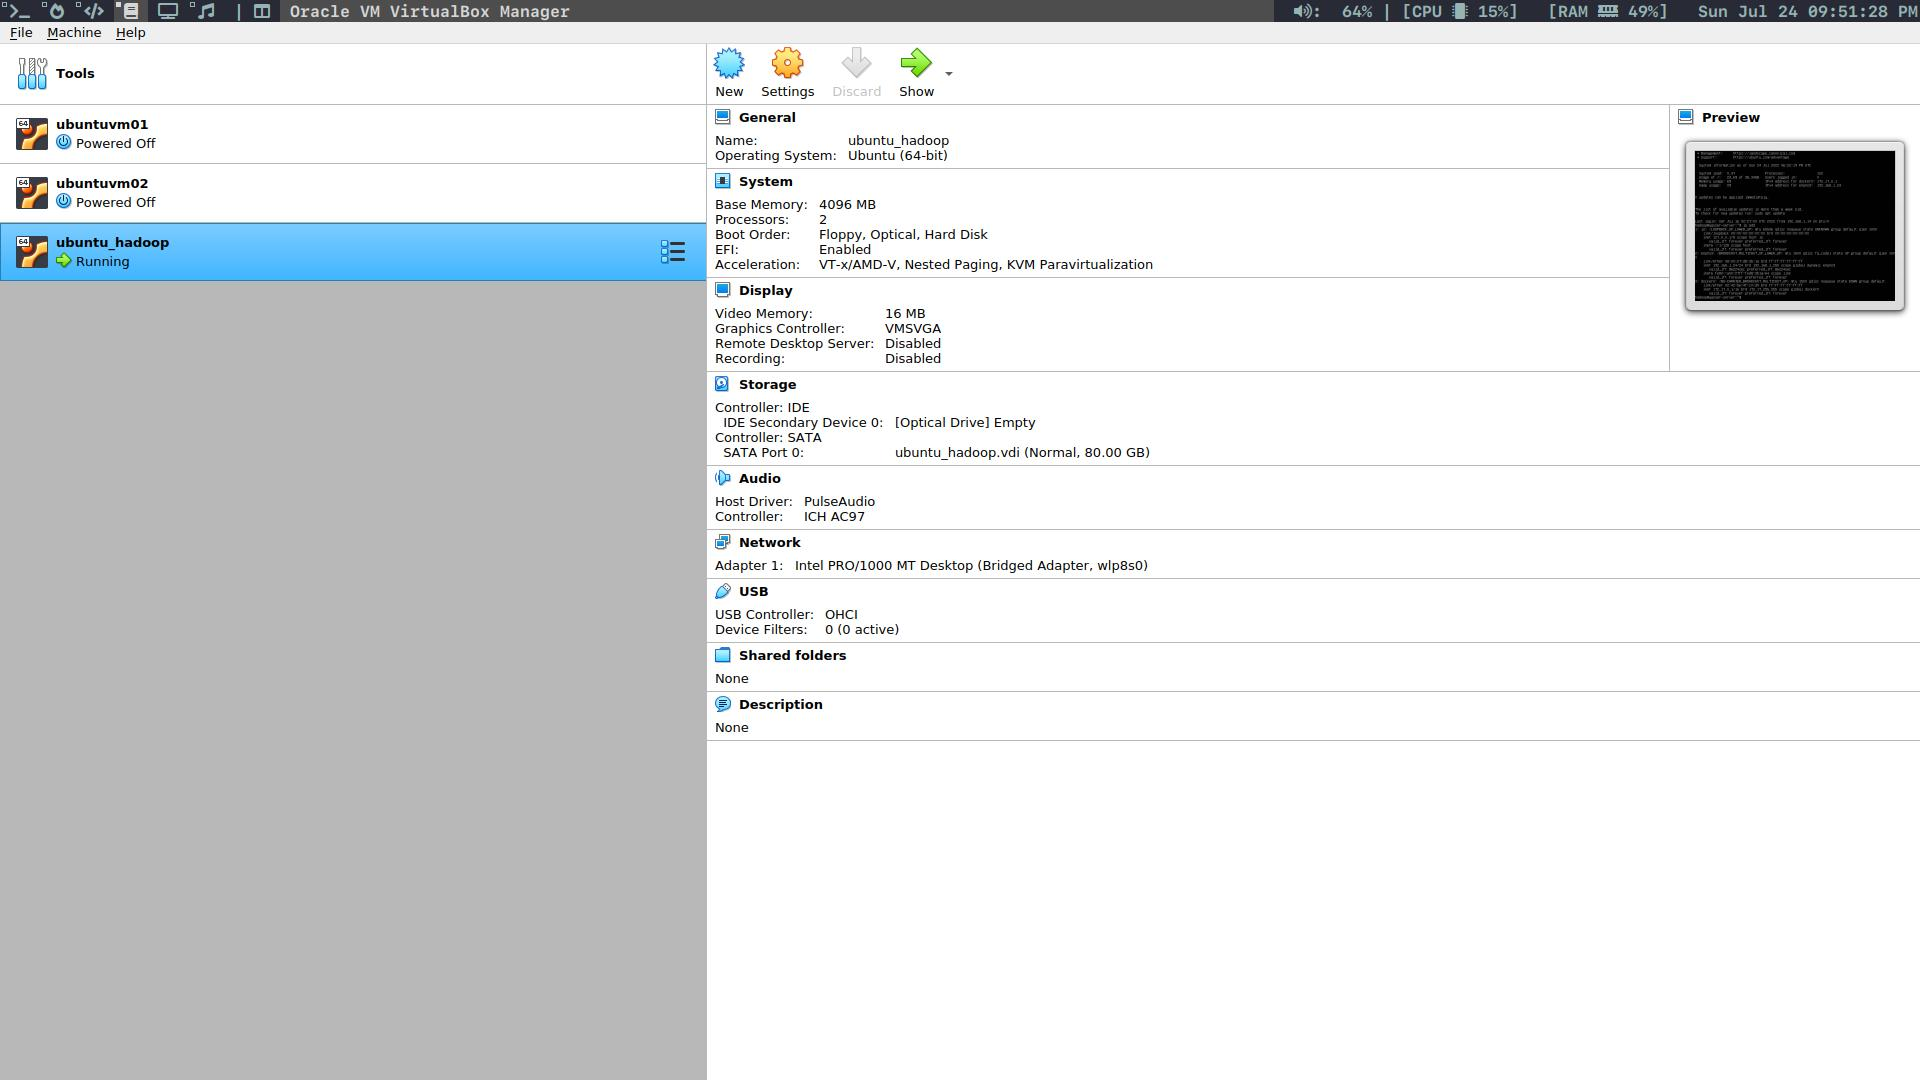 Oracle VM VirtualBox Manager
64% | [CPU 15%] [RAM 49%] Sun Jul 24 09:51:28 PM
File Machine Help
Tools
New Settings Discard Show
64
ubuntuvm01
Powered Off
64
ubuntuvm02
Powered Off
64
ubuntu_hadoop
Running
General
Name: ubuntu_hadoop
Operating System: Ubuntu (64-bit)
System
Base Memory: 4096 MB
Processors: 2
Boot Order: Floppy, Optical, Hard Disk
EFI: Enabled
Acceleration: VT-x/AMD-V, Nested Paging, KVM Paravirtualization
Display
Video Memory: 16 MB
Graphics Controller: VMSVGA
Remote Desktop Server: Disabled
Recording: Disabled
Preview
Storage
Controller: IDE
IDE Secondary Device 0: [Optical Drive] Empty
Controller: SATA
SATA Port 0: ubuntu_hadoop.vdi (Normal, 80.00 GB)
Audio
Host Driver: PulseAudio
Controller: ICH AC97
Network
Adapter 1: Intel PRO/1000 MT Desktop (Bridged Adapter, wlp8s0)
USB
USB Controller: OHCI
Device Filters: 0 (0 active)
Shared folders
None
Description
None